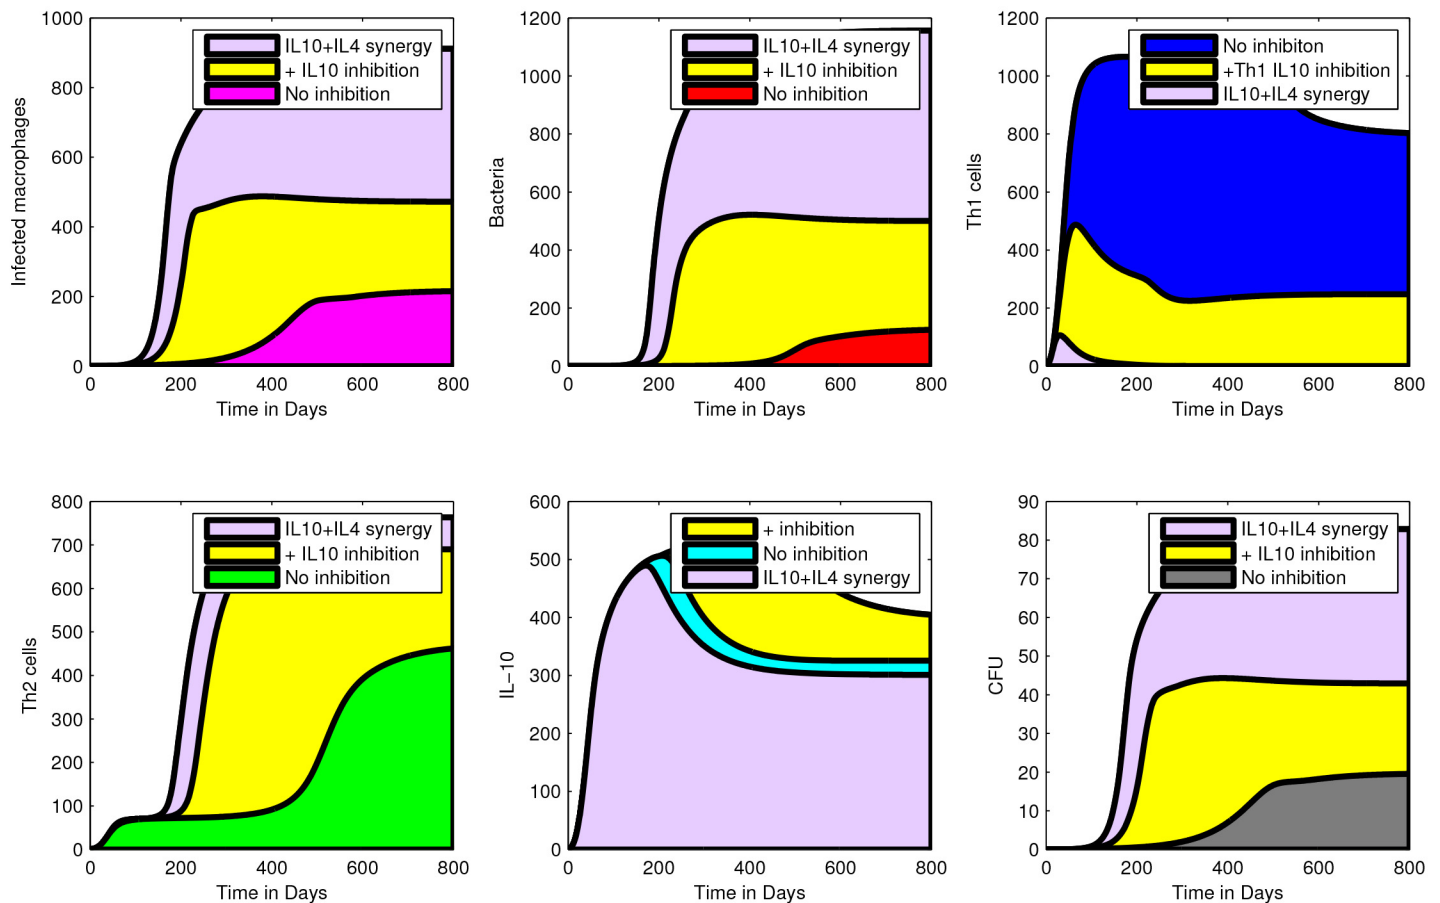 1000
800
600
400
200
0
0 200 400 600 800
Infected macrophages
Time in Days
IL10+IL4 synergy
+ IL10 inhibition
No inhibition
1200
1000
800
600
400
200
0
0 200 400 600 800
Bacteria
Time in Days
IL10+IL4 synergy
+ IL10 inhibition
No inhibition
1200
1000
800
600
400
200
0
0 200 400 600 800
Th1 cells
Time in Days
No inhibiton
+Th1 IL10 inhibition
IL10+IL4 synergy
800
700
600
500
400
300
200
100
0
0 200 400 600 800
Th2 cells
Time in Days
IL10+IL4 synergy
+ IL10 inhibition
No inhibition
600
500
400
300
200
100
0
0 200 400 600 800
IL−10
Time in Days
+ inhibition
No inhibition
IL10+IL4 synergy
90
80
70
60
50
40
30
20
10
0
0 200 400 600 800
CFU
Time in Days
IL10+IL4 synergy
+ IL10 inhibition
No inhibition